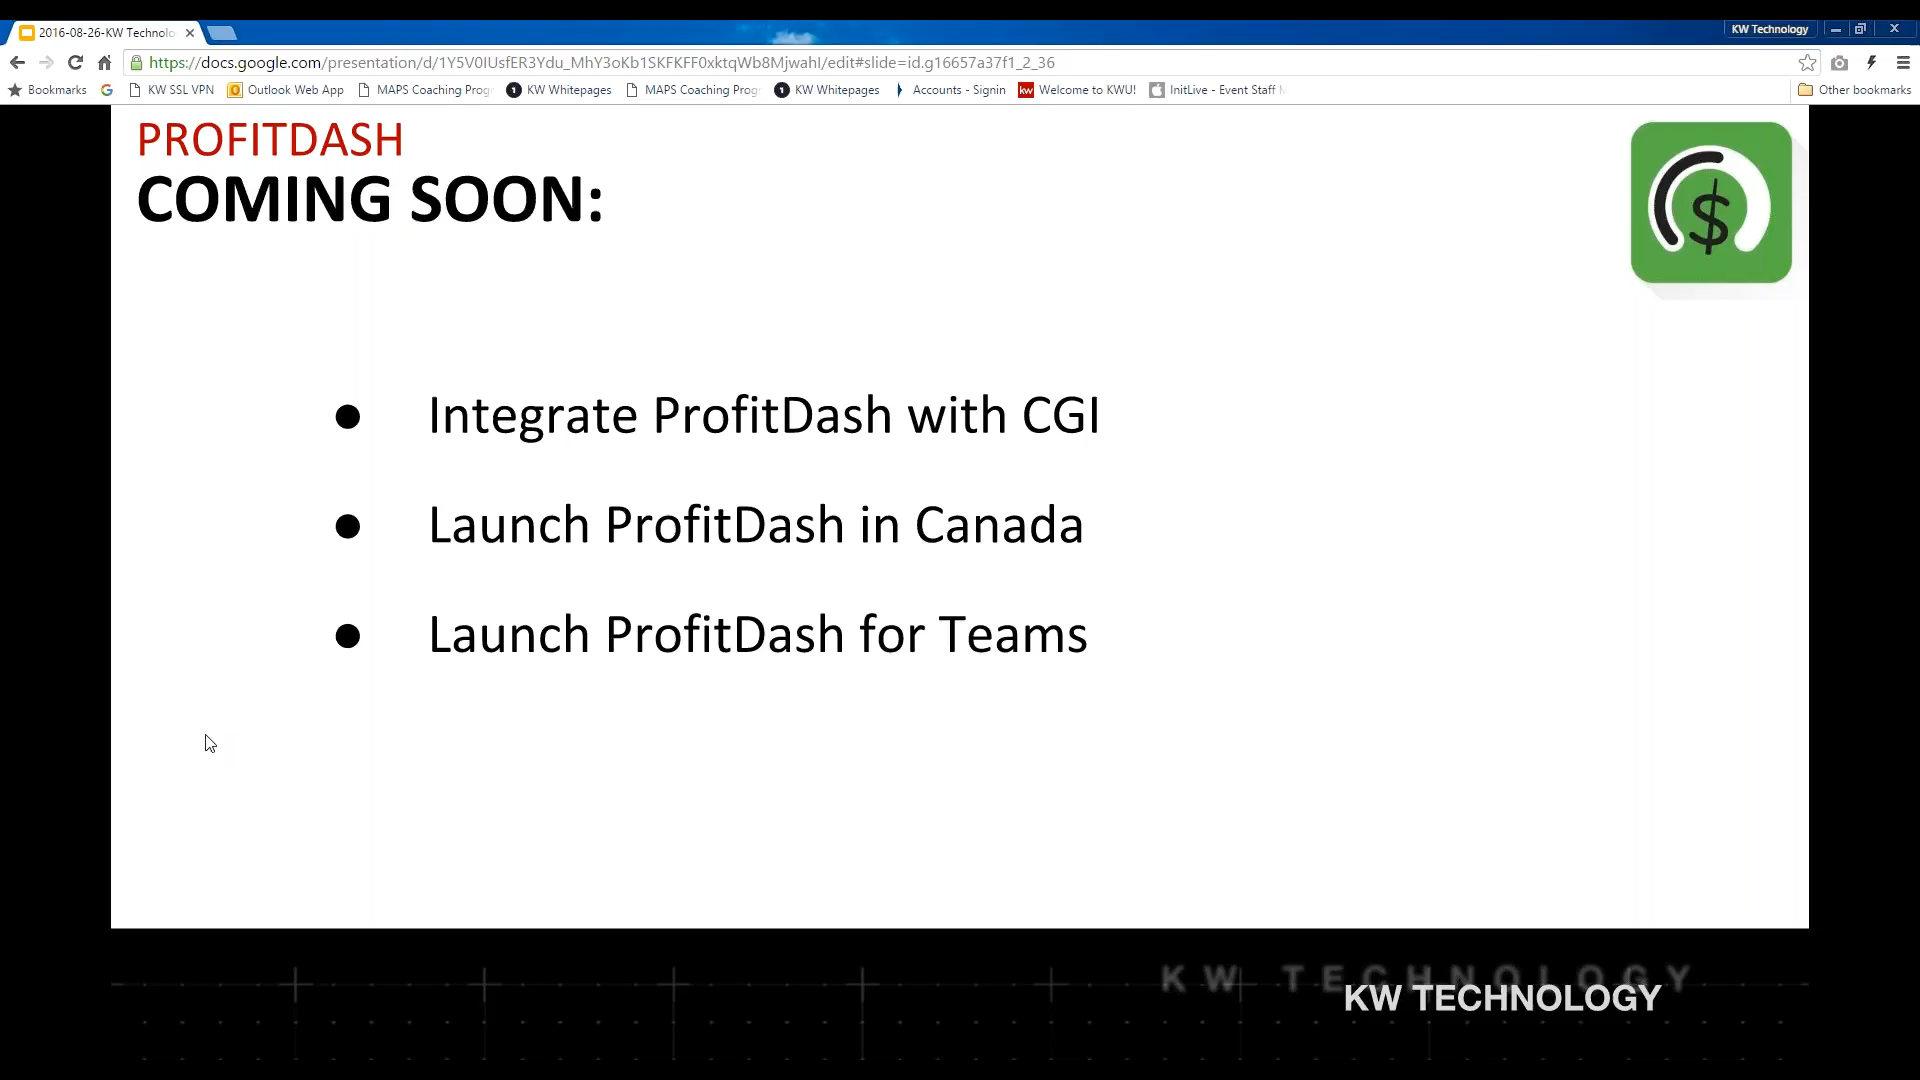 2016-08-26-KW Technolo
KW Technology
https://docs.google.com/presentation/d/1Y5V0IUsfER3Ydu_MhY3oKb1SKFKFF0xktqWb8MjwahI/edit#slide=id.g16657a37f1_2_36
Bookmarks KW SSL VPN Outlook Web App MAPS Coaching Prog KW Whitepages MAPS Coaching Prog KW Whitepages Accounts - Signin kw Welcome to KWU! InitLive - Event Staff M Other bookmarks
PROFITDASH
COMING SOON:
$
● Integrate ProfitDash with CGI
● Launch ProfitDash in Canada
● Launch ProfitDash for Teams
KW TECHNOLOGY
KW TECHNOLOGY